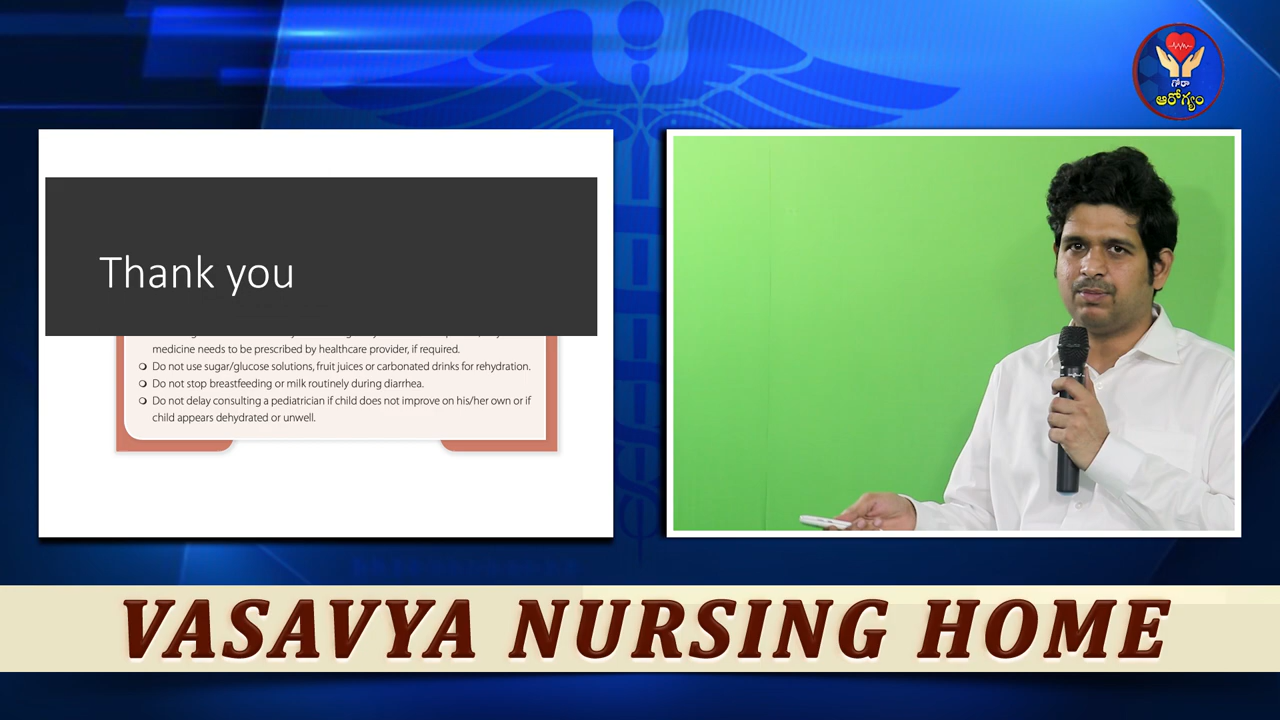 గోరా
ఆరోగ్యం
Thank you
medicine needs to be prescribed by healthcare provider, if required.
❍ Do not use sugar/glucose solutions, fruit juices or carbonated drinks for rehydration.
❍ Do not stop breastfeeding or milk routinely during diarrhea.
❍ Do not delay consulting a pediatrician if child does not improve on his/her own or if
child appears dehydrated or unwell.
VASAVYA NURSING HOME